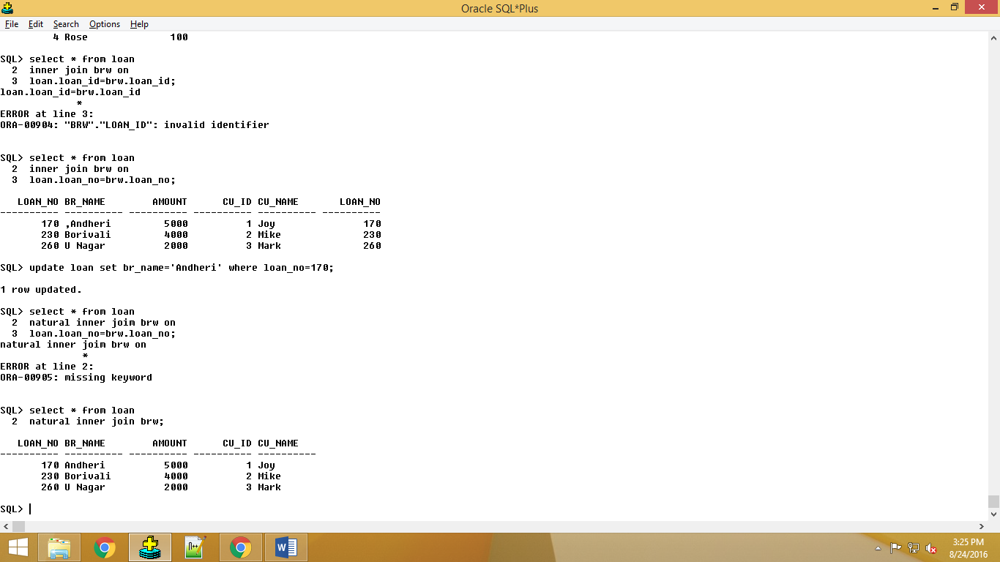 Oracle SQL*Plus
File Edit Search Options Help
4 Rose 100
SQL> select * from loan
2 inner join brw on
3 loan.loan_id=brw.loan_id;
loan.loan_id=brw.loan_id
*
ERROR at line 3:
ORA-00904: "BRW"."LOAN_ID": invalid identifier
SQL> select * from loan
2 inner join brw on
3 loan.loan_no=brw.loan_no;
LOAN_NO BR_NAME AMOUNT CU_ID CU_NAME LOAN_NO
---------- ---------- ---------- ---------- ---------- ----------
170 ,Andheri 5000 1 Joy 170
230 Borivali 4000 2 Mike 230
260 U Nagar 2000 3 Mark 260
SQL> update loan set br_name='Andheri' where loan_no=170;
1 row updated.
SQL> select * from loan
2 natural inner joim brw on
3 loan.loan_no=brw.loan_no;
natural inner joim brw on
*
ERROR at line 2:
ORA-00905: missing keyword
SQL> select * from loan
2 natural inner join brw;
LOAN_NO BR_NAME AMOUNT CU_ID CU_NAME
---------- ---------- ---------- ---------- ----------
170 Andheri 5000 1 Joy
230 Borivali 4000 2 Mike
260 U Nagar 2000 3 Mark
SQL>
3:25 PM
8/24/2016